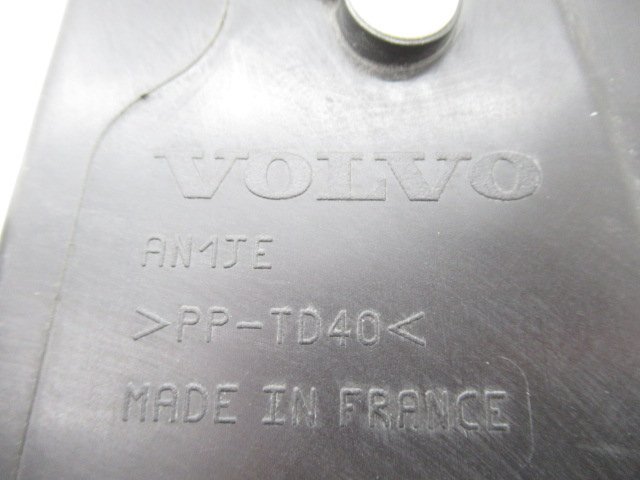 VOLVO
AN1JE
>PP-TD40<
MADE IN FRANCE